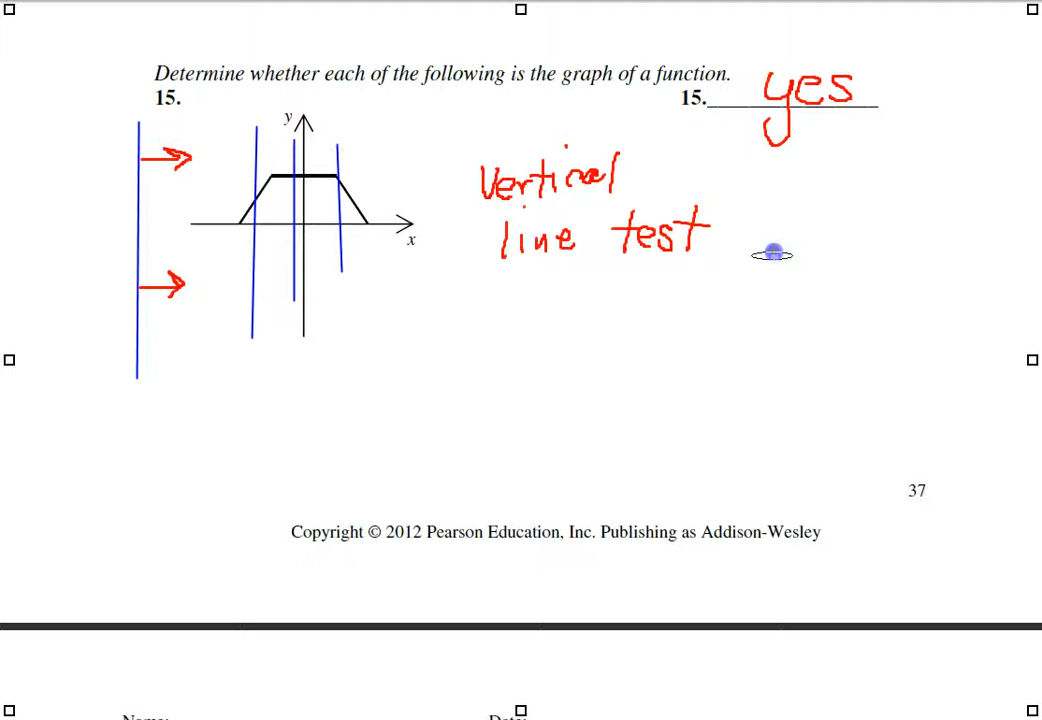 Determine whether each of the following is the graph of a function.
15.
15. yes
y
x
vertical
line test
37
Copyright © 2012 Pearson Education, Inc. Publishing as Addison-Wesley